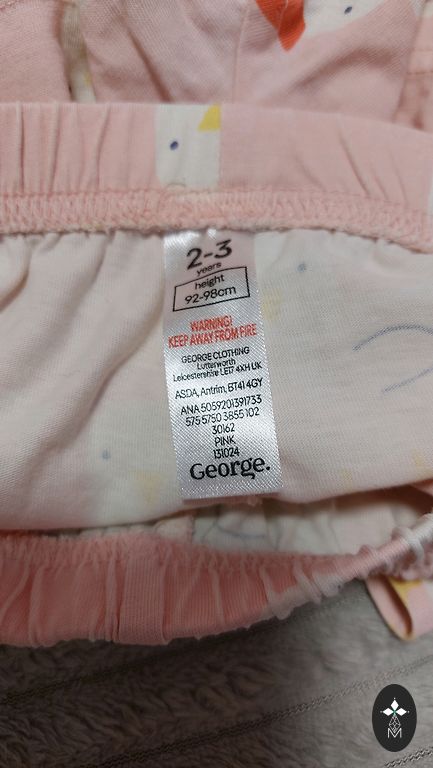 2-3
years
height
92-98cm
WARNING!
KEEP AWAY FROM FIRE
GEORGE CLOTHING
Lutterworth
Leicestershire LE17 4XH UK
ASDA, Antrim, BT41 4GY
ANA 5059201391733
575 5750 3855 102
30162
PINK
131024
George.
M